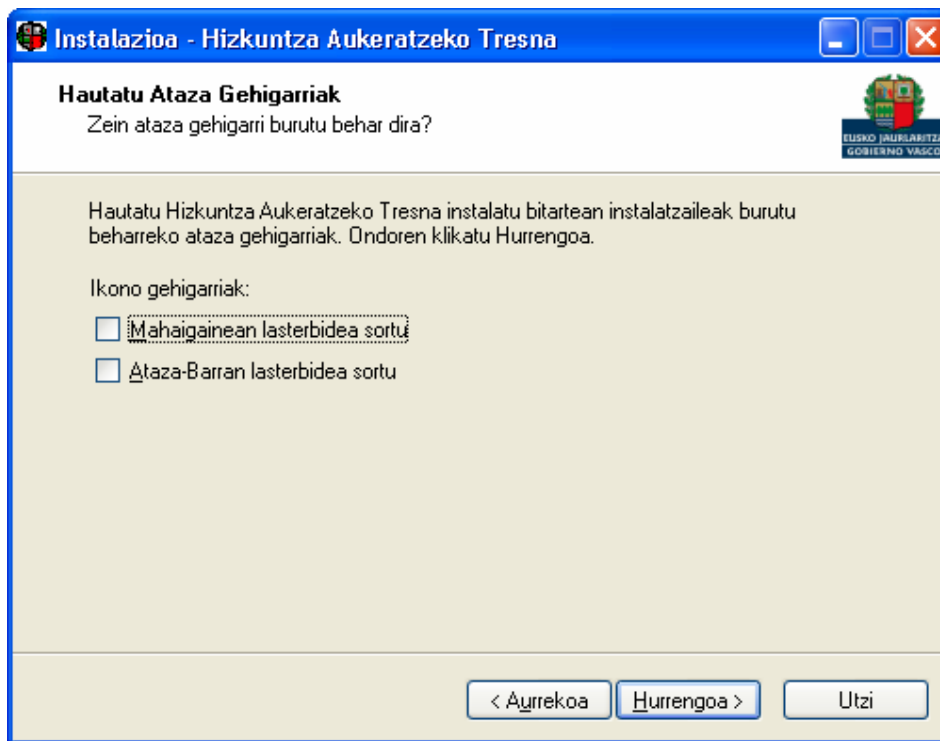 Instalazioa - Hizkuntza Aukeratzeko Tresna
Hautatu Ataza Gehigarriak
Zein ataza gehigarri burutu behar dira?
EUSKO JAURLARITZA
GOBIERNO VASCO
Hautatu Hizkuntza Aukeratzeko Tresna instalatu bitartean instalatzaileak burutu
beharreko ataza gehigarriak. Ondoren klikatu Hurrengoa.
Ikono gehigarriak:
Mahaigainean lasterbidea sortu
Ataza-Barran lasterbidea sortu
< Aurrekoa
Hurrengoa >
Utzi